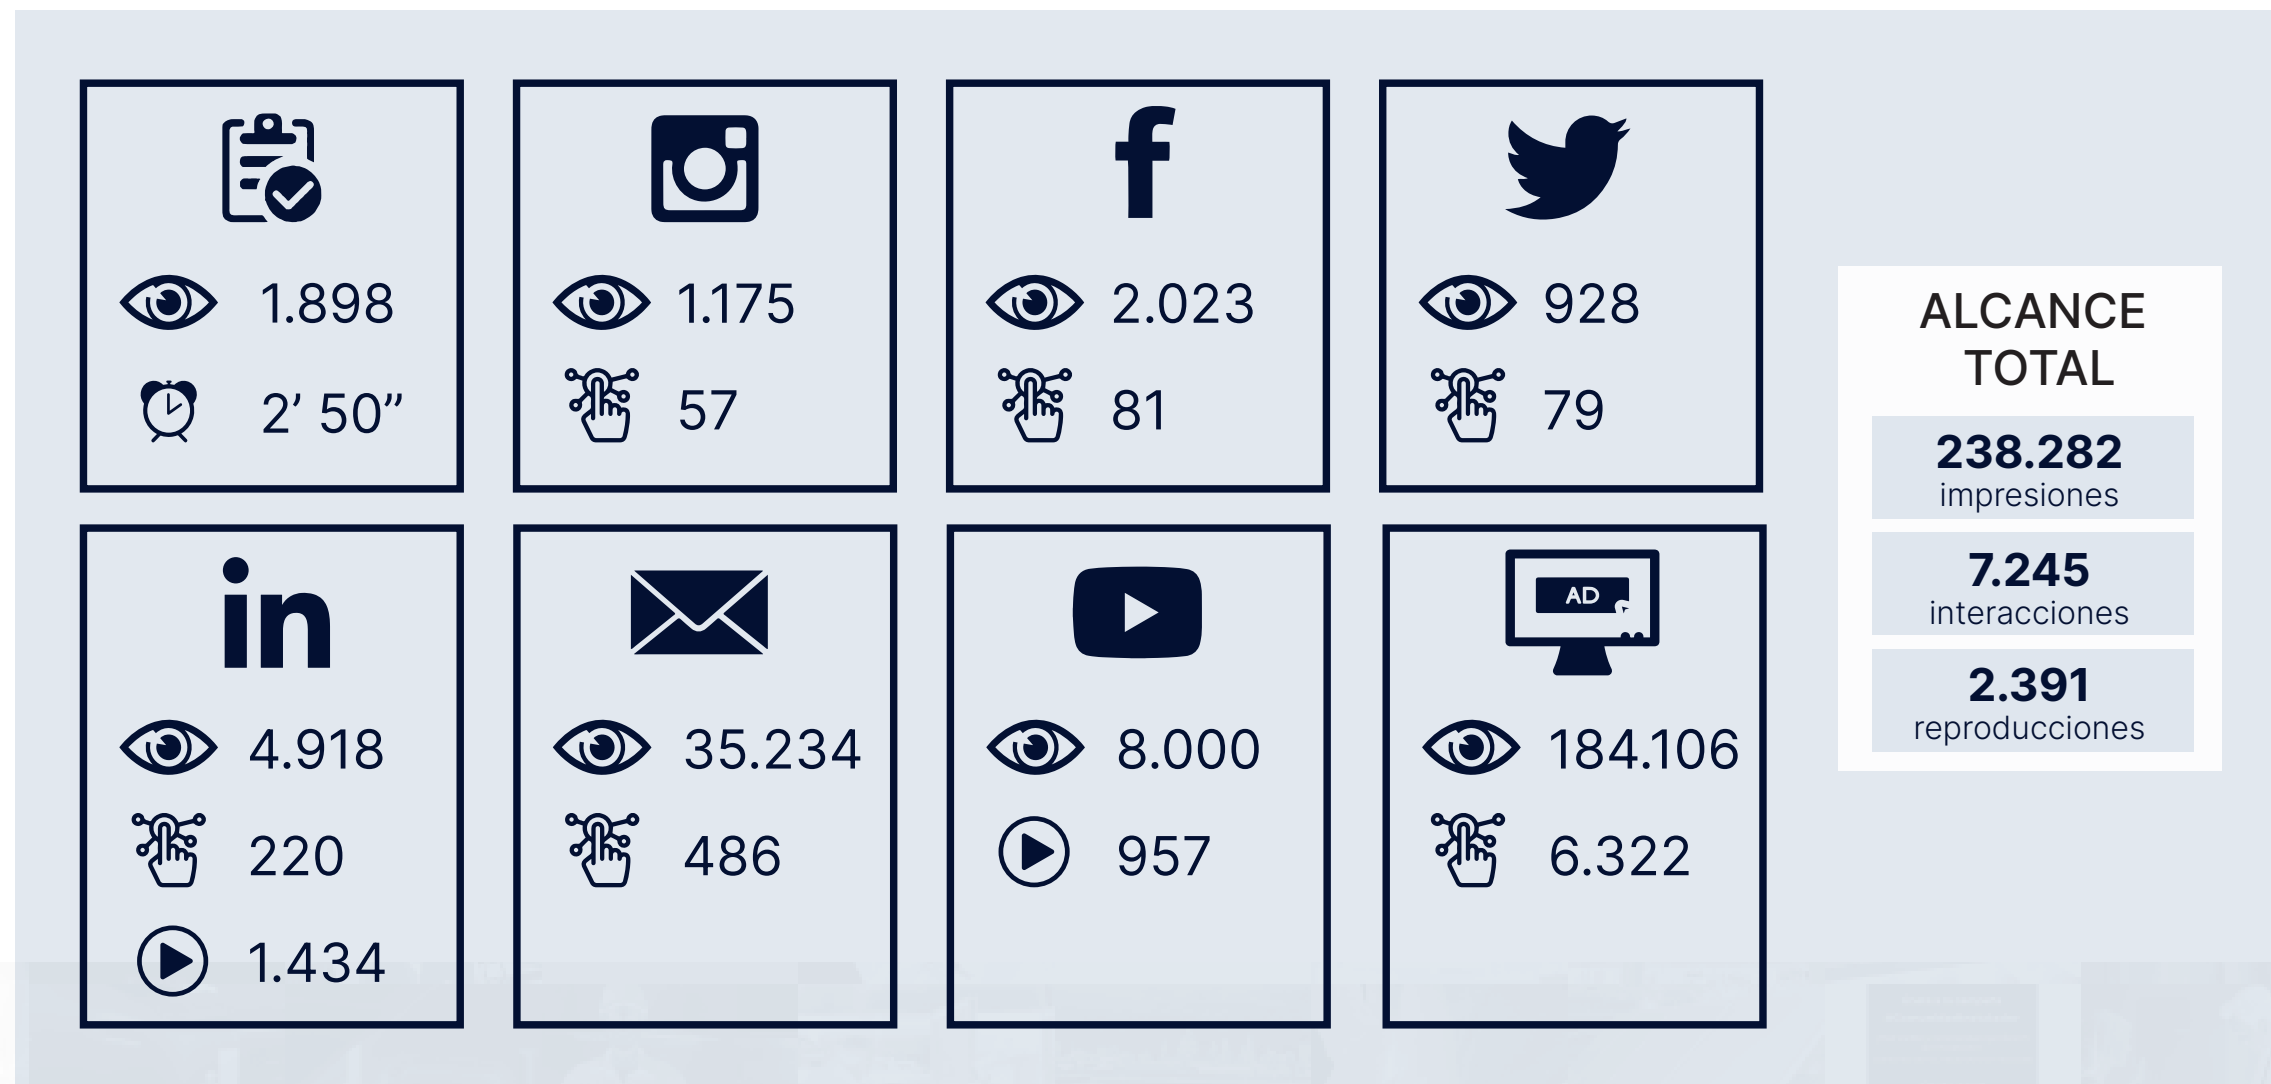 1.898
2’ 50”
1.175
57
f
2.023
81
928
79
in
4.918
220
1.434
35.234
486
8.000
957
AD
184.106
6.322
ALCANCE
TOTAL
238.282
impresiones
7.245
interacciones
2.391
reproducciones